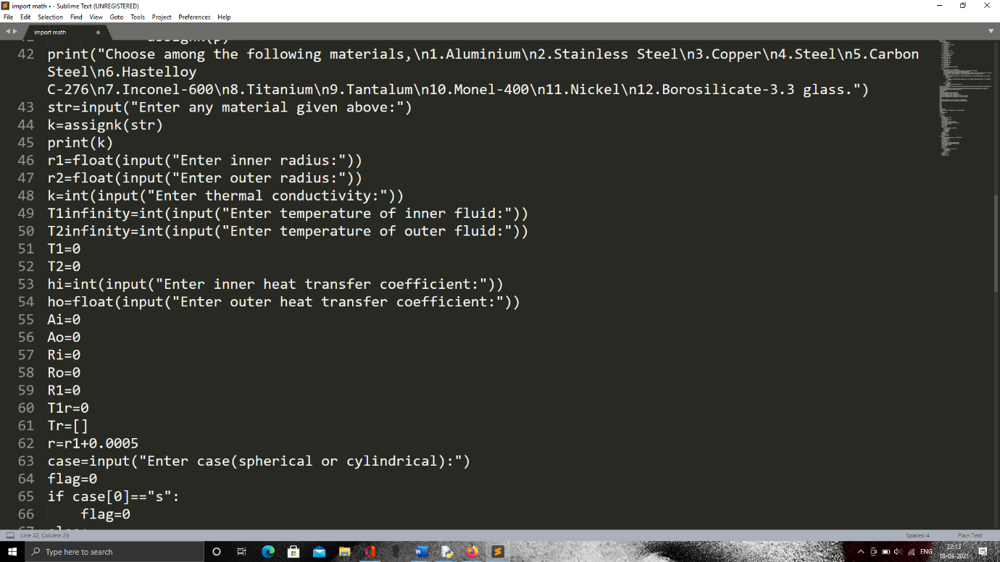 import math • - Sublime Text (UNREGISTERED)
File Edit Selection Find View Goto Tools Project Preferences Help
import math
42 print("Choose among the following materials,\n1.Aluminium\n2.Stainless Steel\n3.Copper\n4.Steel\n5.Carbon
Steel\n6.Hastelloy
C-276\n7.Inconel-600\n8.Titanium\n9.Tantalum\n10.Monel-400\n11.Nickel\n12.Borosilicate-3.3 glass.")
43 str=input("Enter any material given above:")
44 k=assignk(str)
45 print(k)
46 r1=float(input("Enter inner radius:"))
47 r2=float(input("Enter outer radius:"))
48 k=int(input("Enter thermal conductivity:"))
49 T1infinity=int(input("Enter temperature of inner fluid:"))
50 T2infinity=int(input("Enter temperature of outer fluid:"))
51 T1=0
52 T2=0
53 hi=int(input("Enter inner heat transfer coefficient:"))
54 ho=float(input("Enter outer heat transfer coefficient:"))
55 Ai=0
56 Ao=0
57 Ri=0
58 Ro=0
59 R1=0
60 T1r=0
61 Tr=[]
62 r=r1+0.0005
63 case=input("Enter case(spherical or cylindrical):")
64 flag=0
65 if case[0]=="s":
66 flag=0
Line 22, Column 25 Spaces: 4 Plain Text
Type here to search
ENG
22:13
18-03-2021